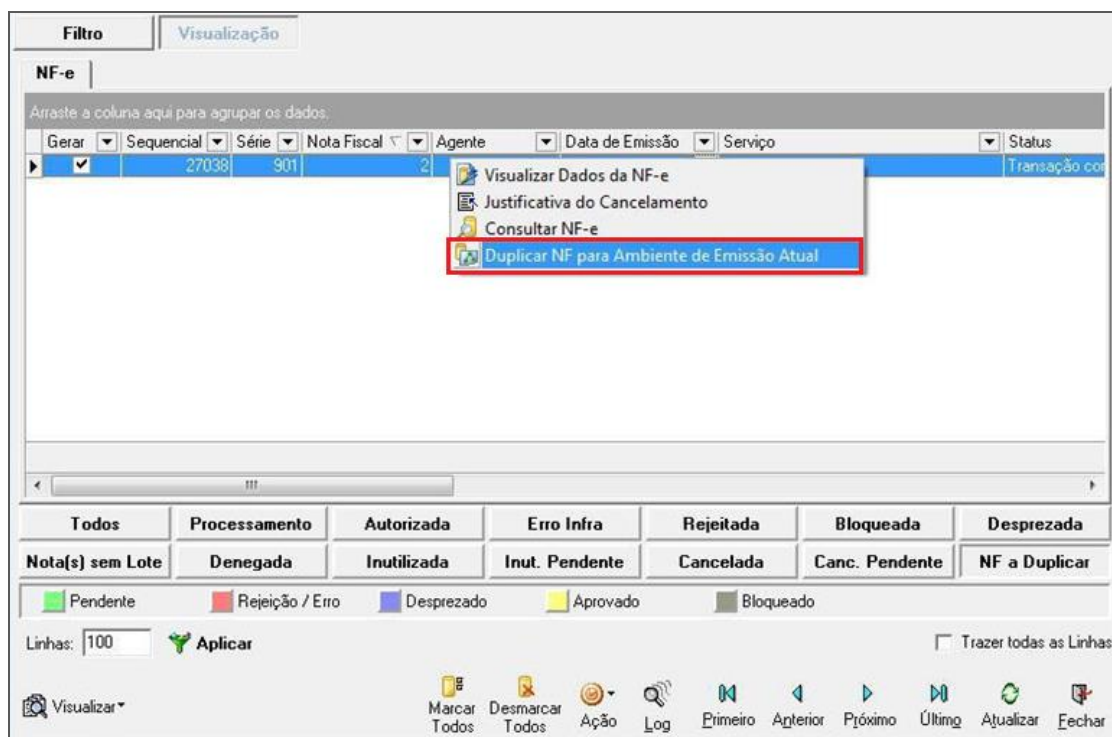 Filtro Visualização
NF-e
Arraste a coluna aqui para agrupar os dados.
Gerar Sequencial Série Nota Fiscal Agente Data de Emissão Serviço Status
27038 901 2 Transação cor
Visualizar Dados da NF-e
Justificativa do Cancelamento
Consultar NF-e
Duplicar NF para Ambiente de Emissão Atual
Todos Processamento Autorizada Erro Infra Rejeitada Bloqueada Desprezada
Nota(s) sem Lote Denegada Inutilizada Inut. Pendente Cancelada Canc. Pendente NF a Duplicar
Pendente Rejeição / Erro Desprezado Aprovado Bloqueado
Linhas: 100 Aplicar Trazer todas as Linhas
Visualizar Marcar Todos Desmarcar Todos Ação Log Primeiro Anterior Próximo Último Atualizar Fechar